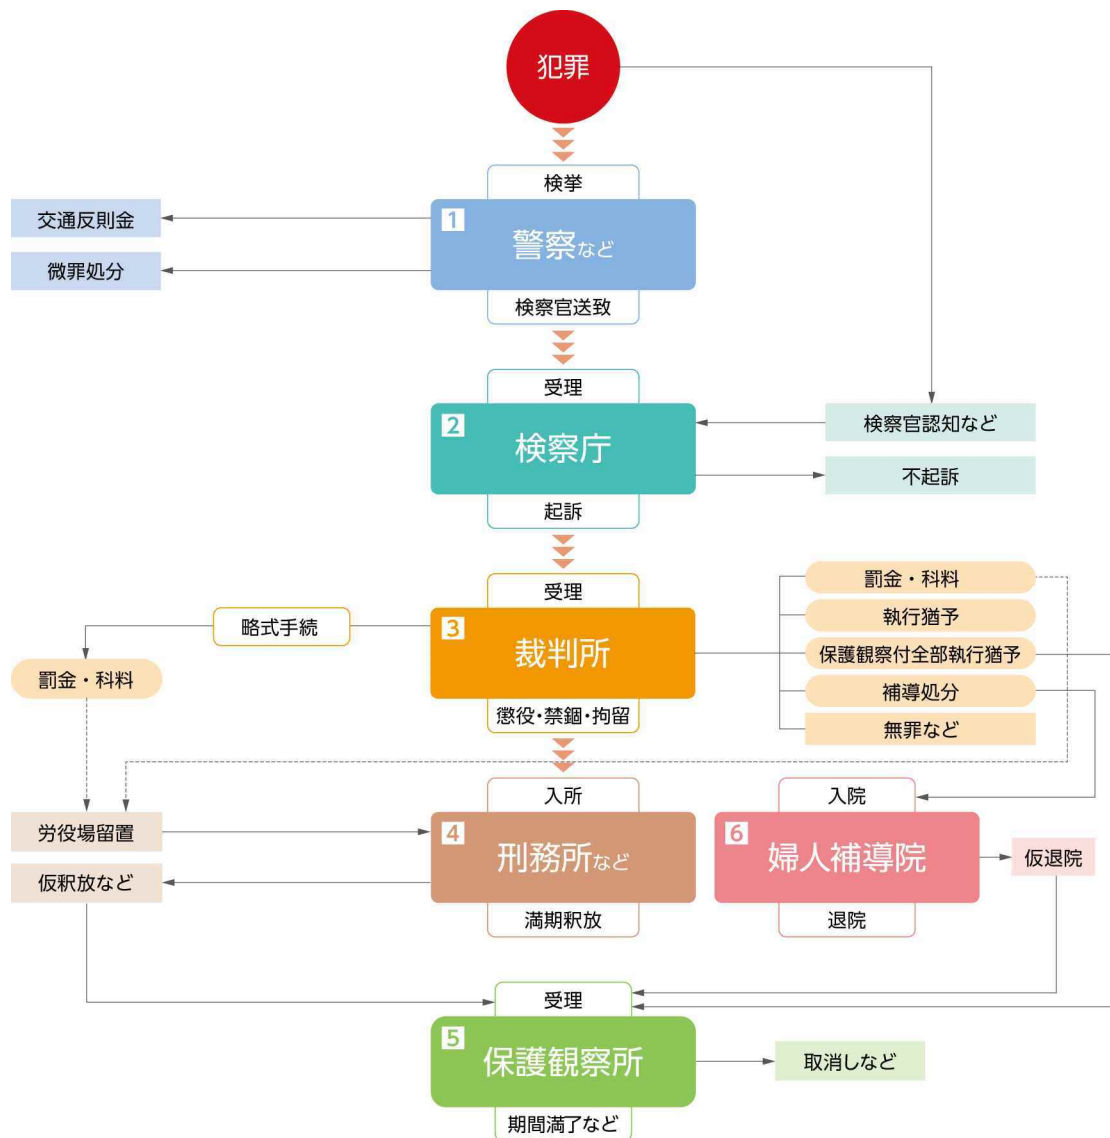 犯罪
検挙
1
警察など
交通反則金
微罪処分
検察官送致
受理
2
検察庁
検察官認知など
不起訴
起訴
受理
3
裁判所
略式手続
罰金・科料
罰金・科料
執行猶予
保護観察付全部執行猶予
補導処分
無罪など
懲役・禁錮・拘留
入所
4
刑務所など
労役場留置
仮釈放など
満期釈放
入院
6
婦人補導院
仮退院
退院
受理
5
保護観察所
取消しなど
期間満了など